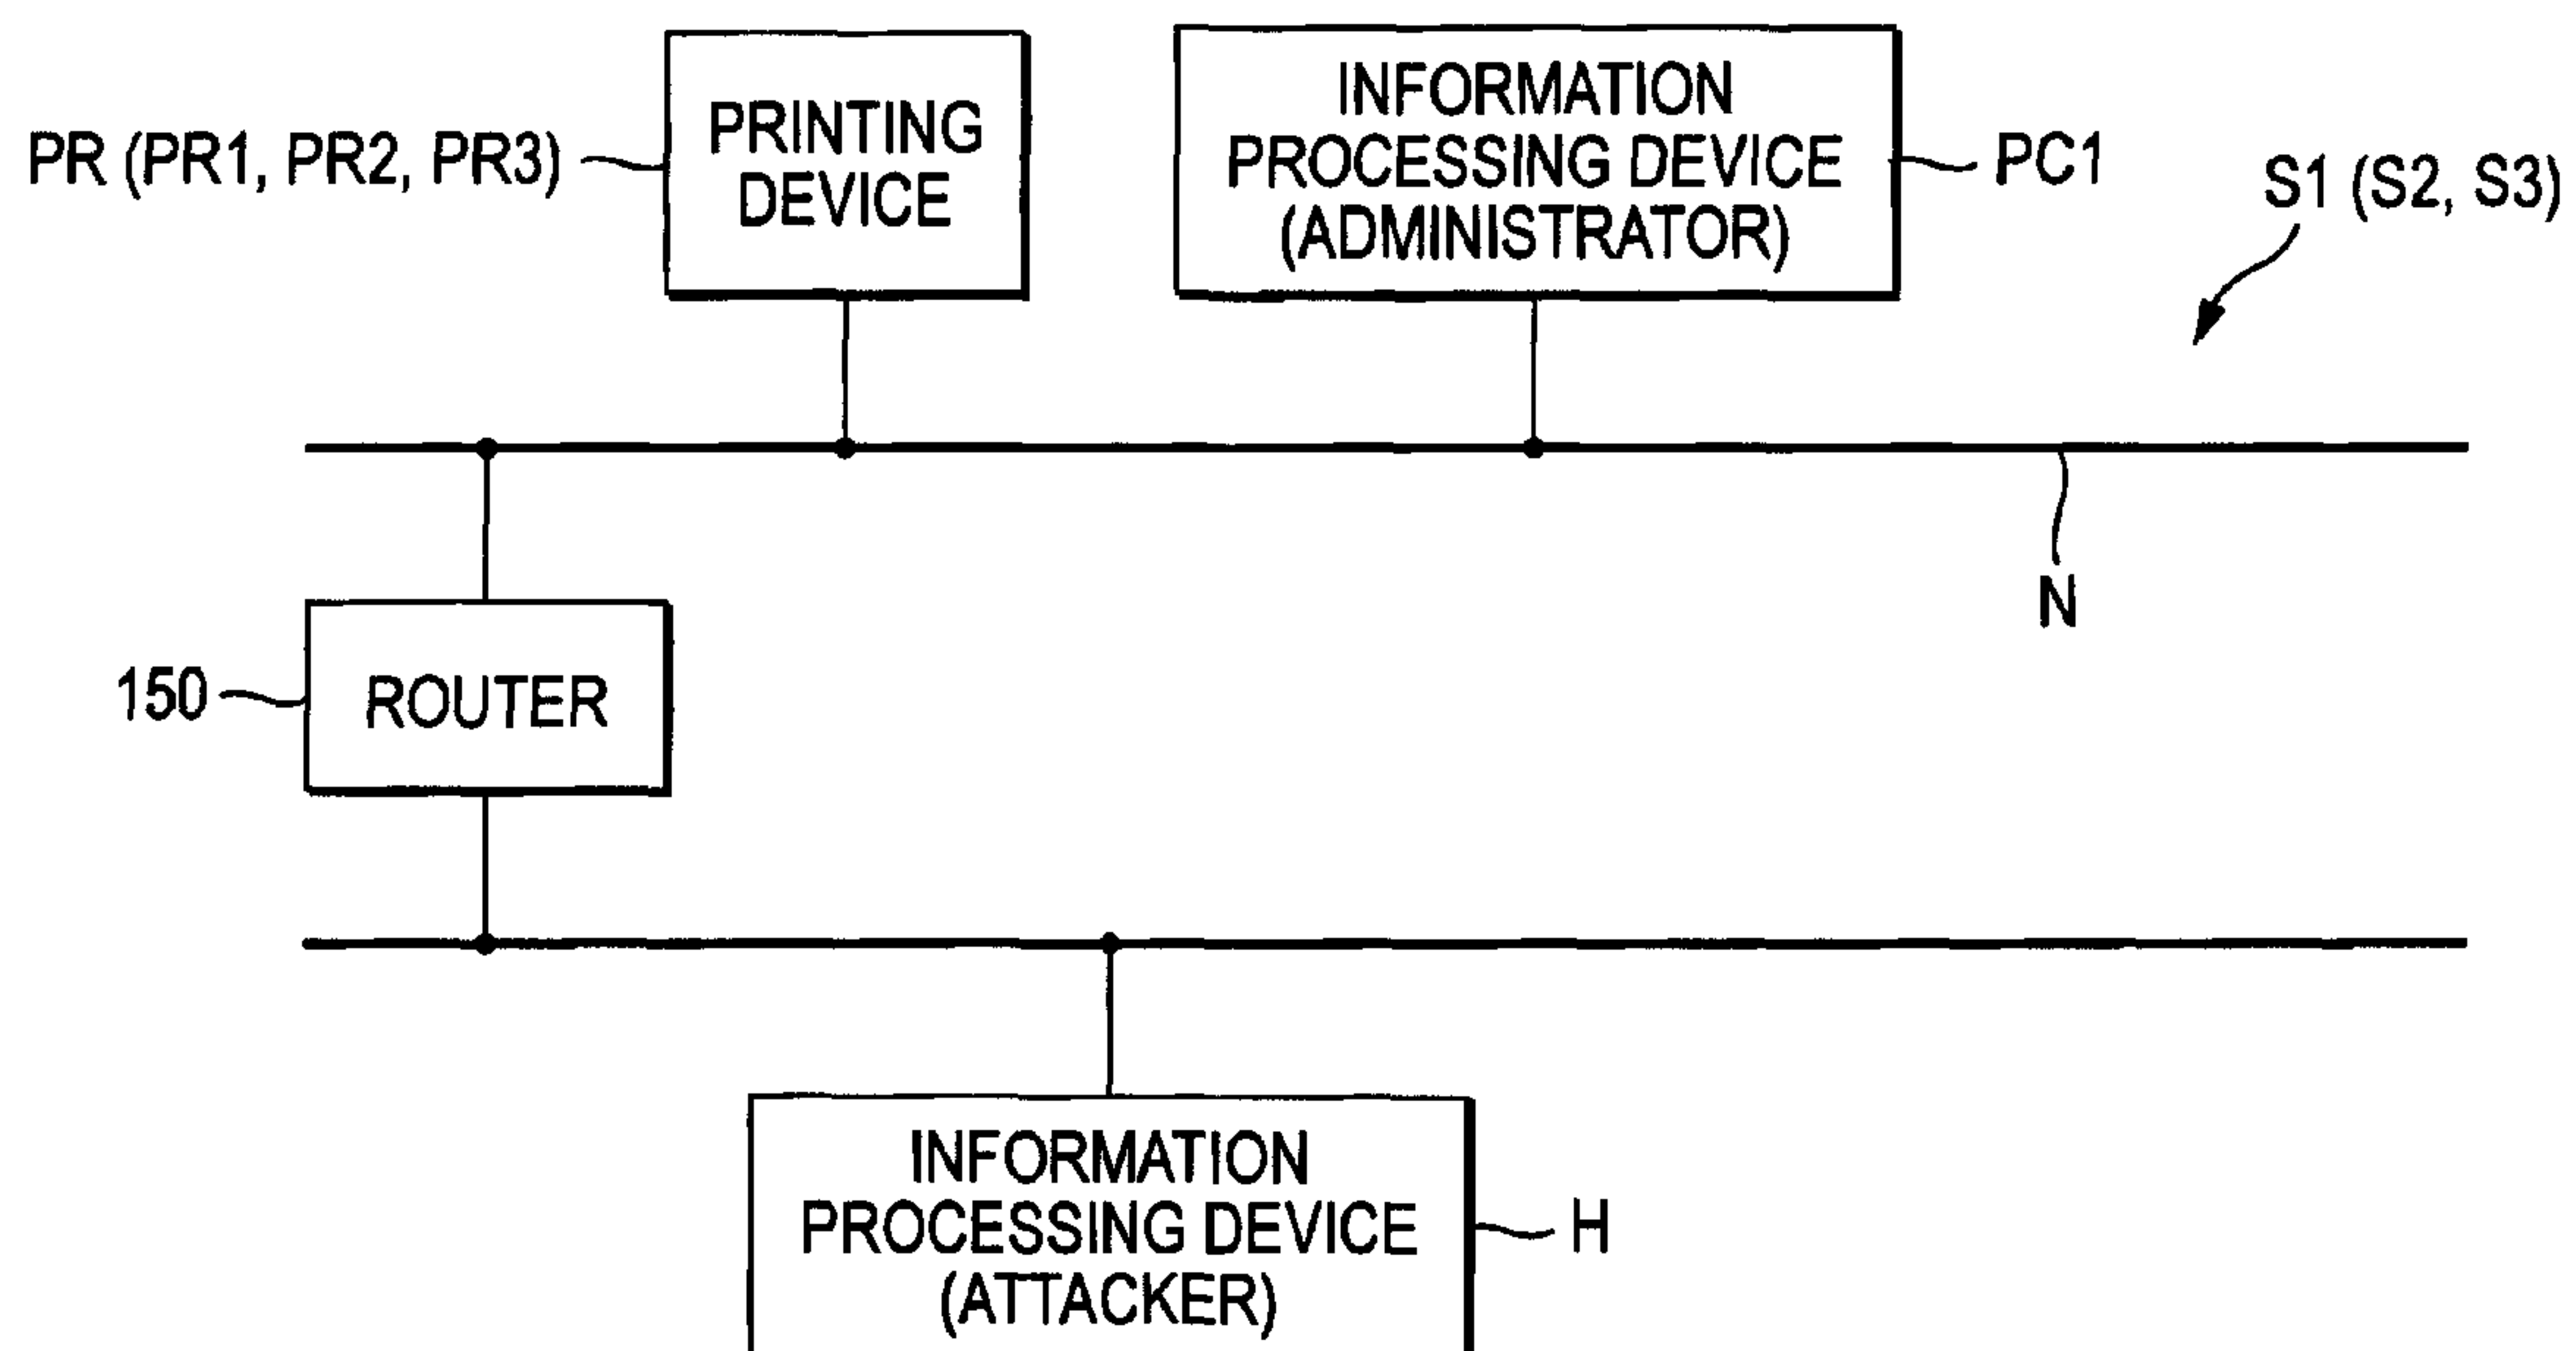 PR (PR1, PR2, PR3)
PRINTING
DEVICE
INFORMATION
PROCESSING DEVICE
(ADMINISTRATOR)
PC1
S1 (S2, S3)
N
150
ROUTER
INFORMATION
PROCESSING DEVICE
(ATTACKER)
H